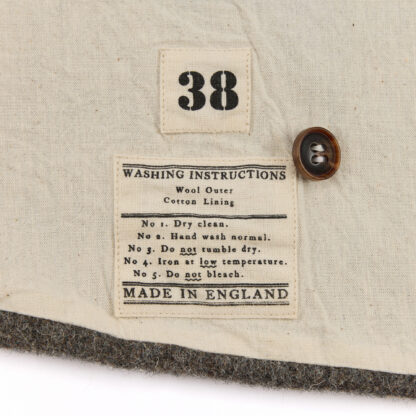 38
WASHING INSTRUCTIONS
Wool Outer
Cotton Lining
No 1. Dry clean.
No 2. Hand wash normal.
No 3. Do not tumble dry.
No 4. Iron at low temperature.
No 5. Do not bleach.
MADE IN ENGLAND